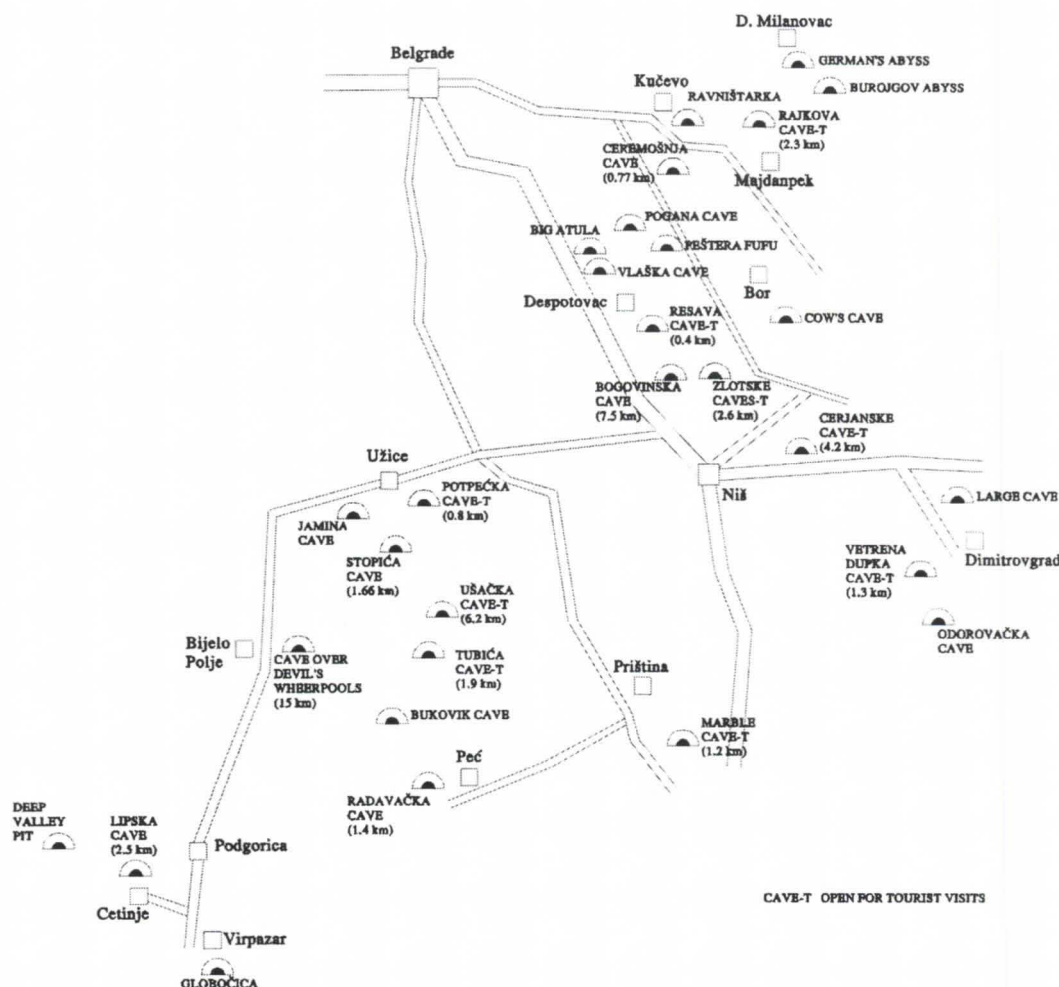 D. Milanovac
GERMAN'S ABYSS
Belgrade
Kučevo
BUROJGOV ABYSS
RAVNIŠTARKA
RAJKOVA
CAVE-T
(2.3 km)
CEREMOŠNJA
CAVE
(0.77 km)
Majdanpek
POGANA CAVE
BIG ATULA
PEŠTERA FUFU
VLAŠKA CAVE
Bor
Despotovac
RESAVA
CAVE-T
(0.4 km)
COW'S CAVE
BOGOVINSKA
CAVE
(7.5 km)
ZLOTSKE
CAVES-T
(2.6 km)
CERJANSKE
CAVE-T
(4.2 km)
Užice
Niš
POTPEĆKA
CAVE-T
(0.8 km)
LARGE CAVE
JAMINA
CAVE
STOPIĆA
CAVE
(1.66 km)
VETRENA
DUPKA
CAVE-T
(1.3 km)
Dimitrovgrad
UŠAČKA
CAVE-T
(6.2 km)
ODOROVAČKA
CAVE
Bijelo
Polje
CAVE OVER
DEVIL'S
WHEERPOOLS
(15 km)
TUBIĆA
CAVE-T
(1.9 km)
Priština
BUKOVIK CAVE
MARBLE
CAVE-T
(1.2 km)
Peć
RADAVAČKA
CAVE
(1.4 km)
DEEP
VALLEY
PIT
LIPSKA
CAVE
(2.5 km)
Podgorica
Cetinje
CAVE-T OPEN FOR TOURIST VISITS
Virpazar
GLOBOČICA